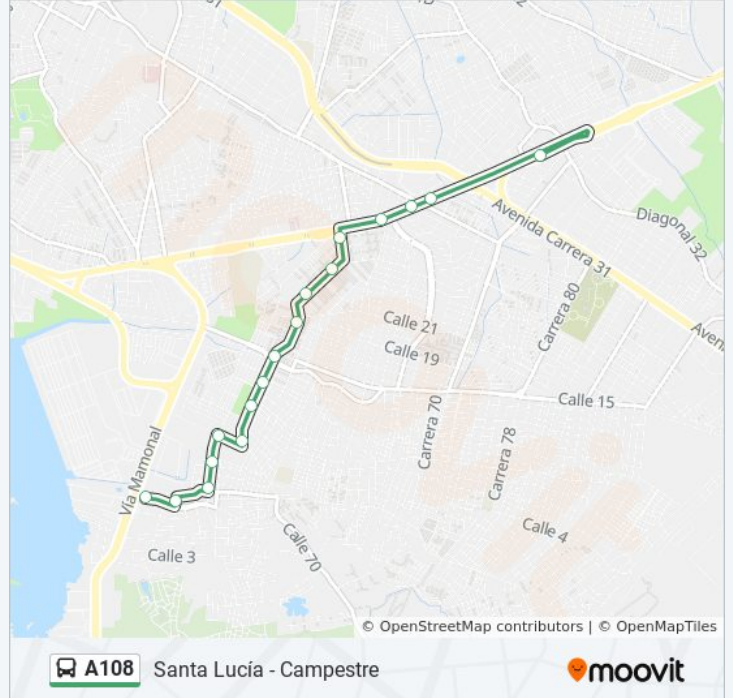 Avenida Carrera 31
Diagonal 32
Carrera 80
Calle 21
Calle 19
Calle 15
Carrera 70
Carrera 78
Vía Mamonal
Calle 4
Calle 70
Calle 3
© OpenStreetMap contributors | © OpenMapTiles
A108 Santa Lucía - Campestre
moovit